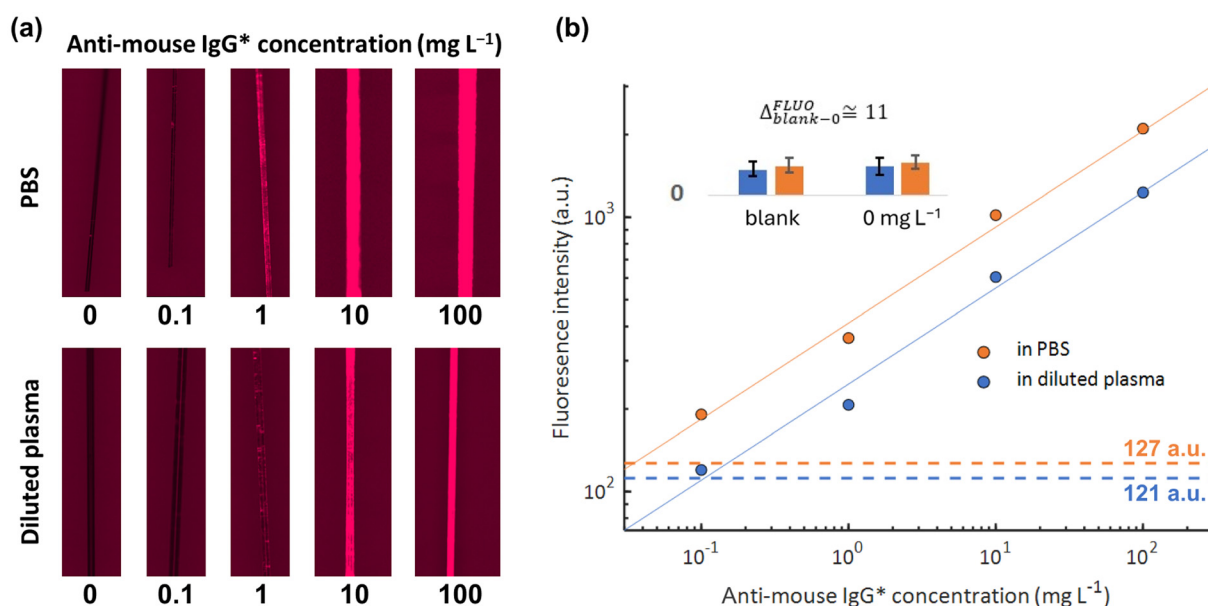 (a)
Anti-mouse IgG* concentration (mg L⁻¹)
PBS
0 0.1 1 10 100
Diluted plasma
0 0.1 1 10 100
(b)
Fluoresence intensity (a.u.)
10³
10²
Δ^{FLUO}_{blank−0} ≅ 11
0
blank 0 mg L⁻¹
in PBS
in diluted plasma
127 a.u.
121 a.u.
10⁻¹ 10⁰ 10¹ 10²
Anti-mouse IgG* concentration (mg L⁻¹)